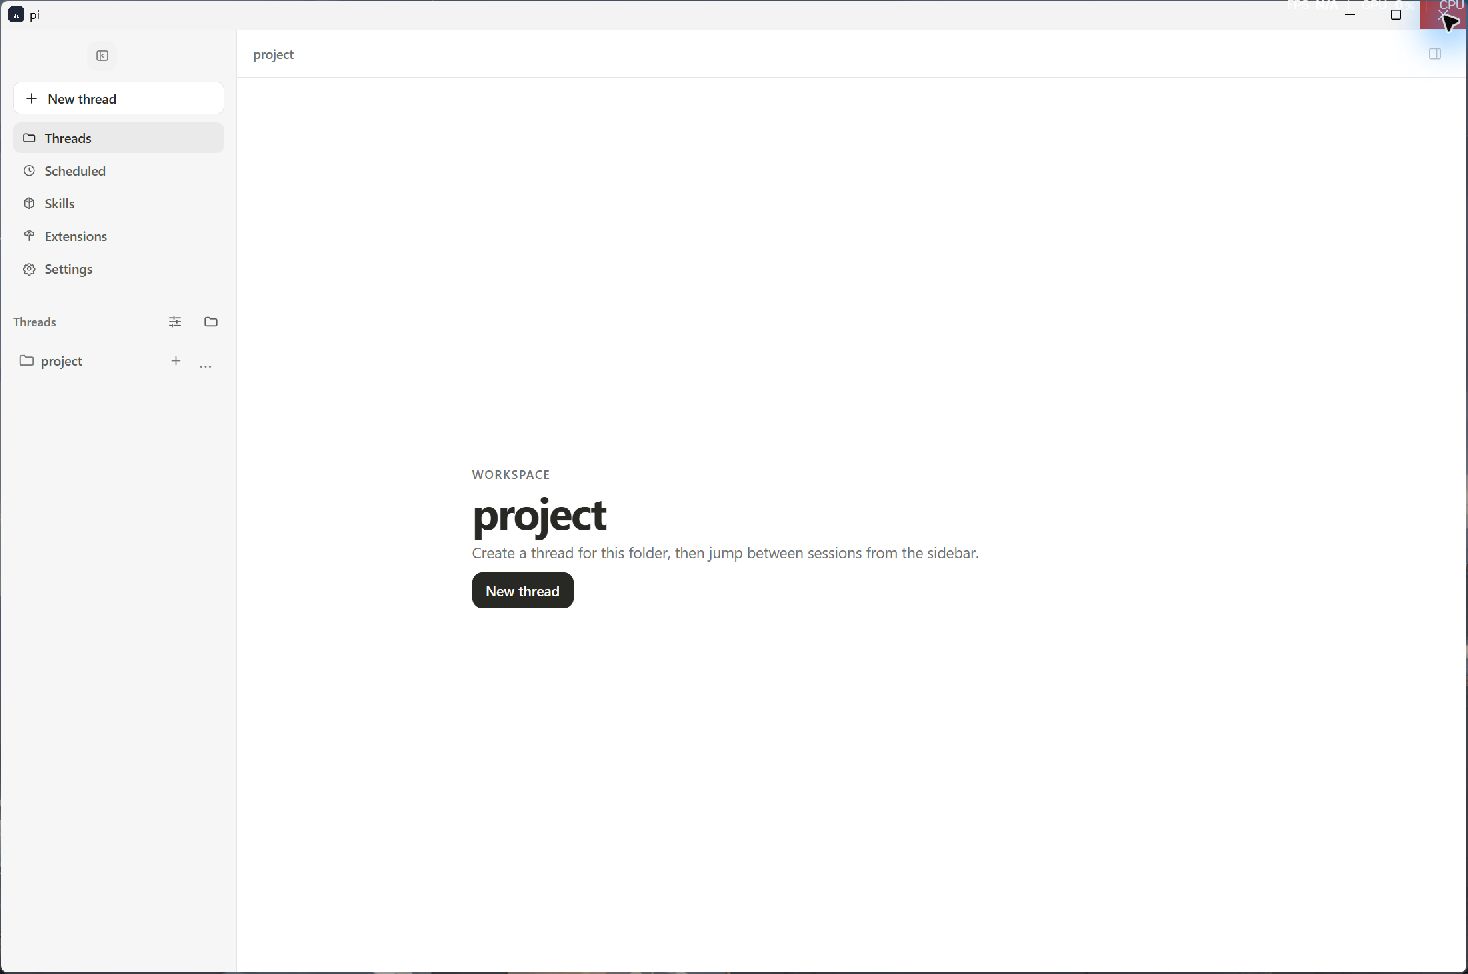 pi
CPU
project
New thread
Threads
Scheduled
Skills
Extensions
Settings
Threads
project
...
WORKSPACE
project
Create a thread for this folder, then jump between sessions from the sidebar.
New thread